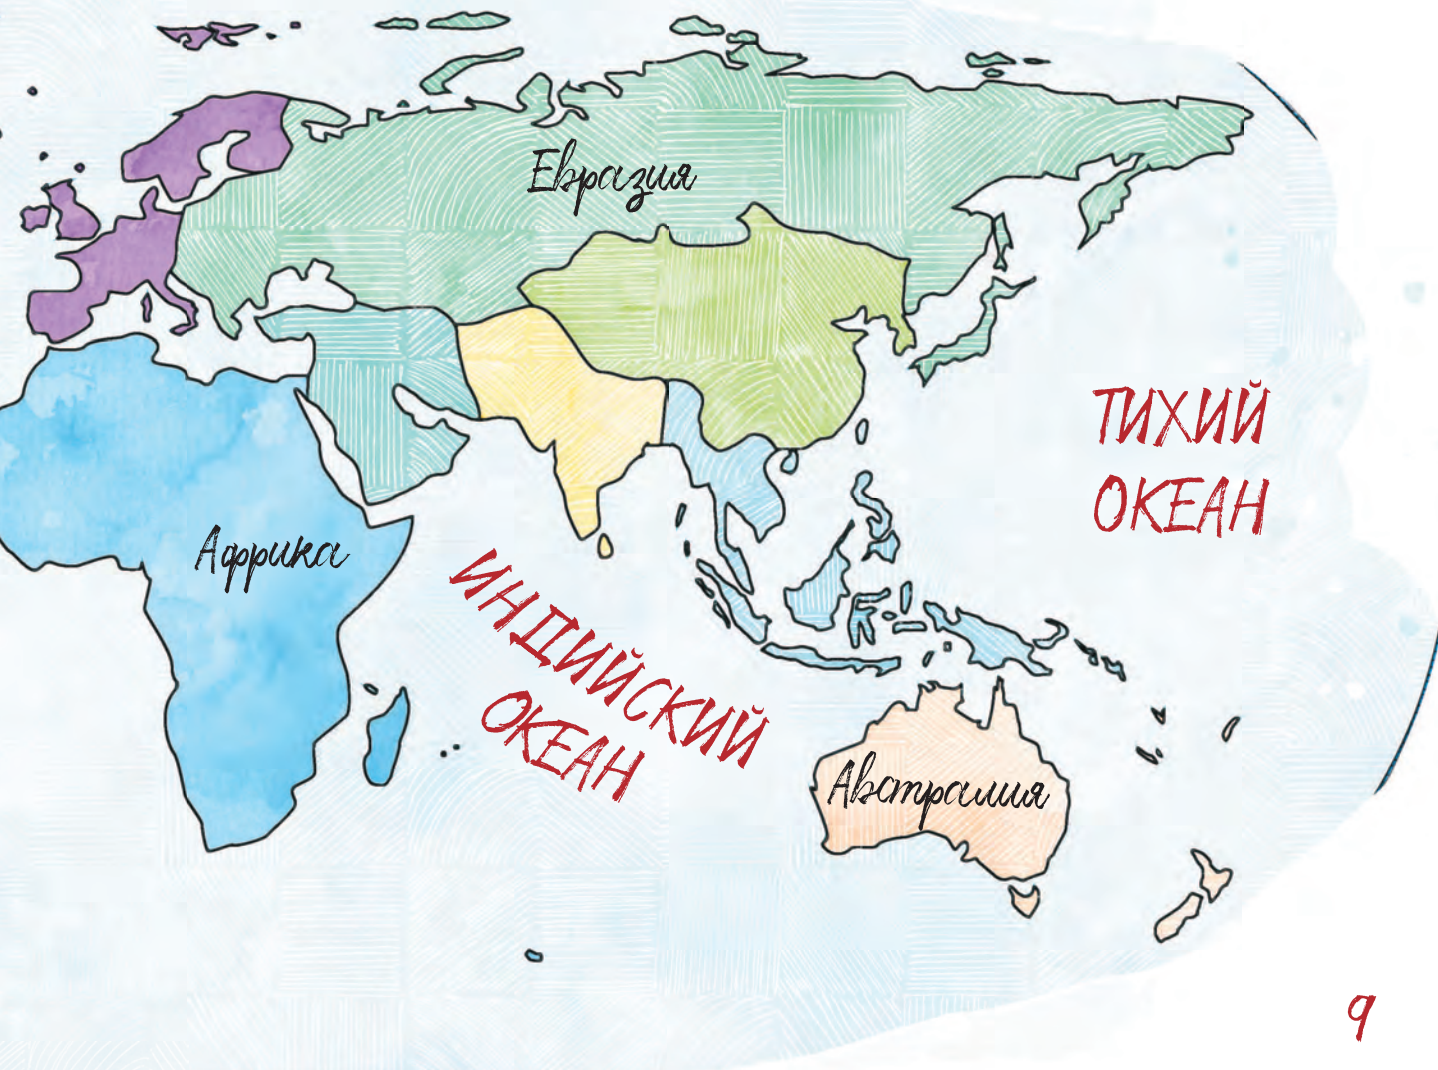 Евразия
ТИХИЙ
ОКЕАН
Африка
ИНДИЙСКИЙ
ОКЕАН
Австралия
9